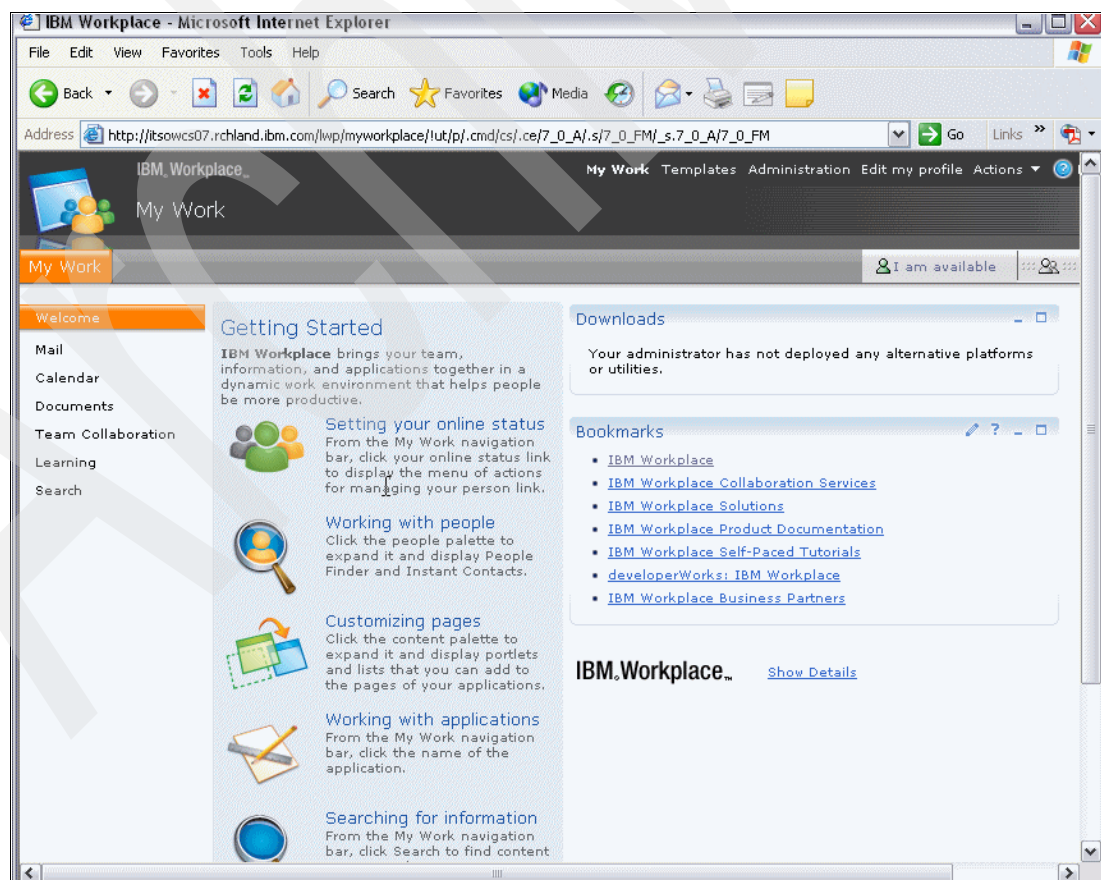 IBM Workplace - Microsoft Internet Explorer
File Edit View Favorites Tools Help
Back Search Favorites Media
Address http://itsowcs07.rchland.ibm.com/lwp/myworkplace/!ut/p/.cmd/cs/.ce/7_0_A/.s/7_0_FM/_s.7_0_A/7_0_FM Go Links »
IBM Workplace™
My Work Templates Administration Edit my profile Actions ?
My Work
My Work
I am available
Welcome
Mail
Calendar
Documents
Team Collaboration
Learning
Search
Getting Started
IBM Workplace brings your team,
information, and applications together in a
dynamic work environment that helps people
be more productive.
Setting your online status
From the My Work navigation
bar, click your online status link
to display the menu of actions
for managing your person link.
Working with people
Click the people palette to
expand it and display People
Finder and Instant Contacts.
Customizing pages
Click the content palette to
expand it and display portlets
and lists that you can add to
the pages of your applications.
Working with applications
From the My Work navigation
bar, click the name of the
application.
Searching for information
From the My Work navigation
bar, click Search to find content
Downloads
Your administrator has not deployed any alternative platforms
or utilities.
Bookmarks ?
IBM Workplace
IBM Workplace Collaboration Services
IBM Workplace Solutions
IBM Workplace Product Documentation
IBM Workplace Self-Paced Tutorials
developerWorks: IBM Workplace
IBM Workplace Business Partners
IBM Workplace™ Show Details